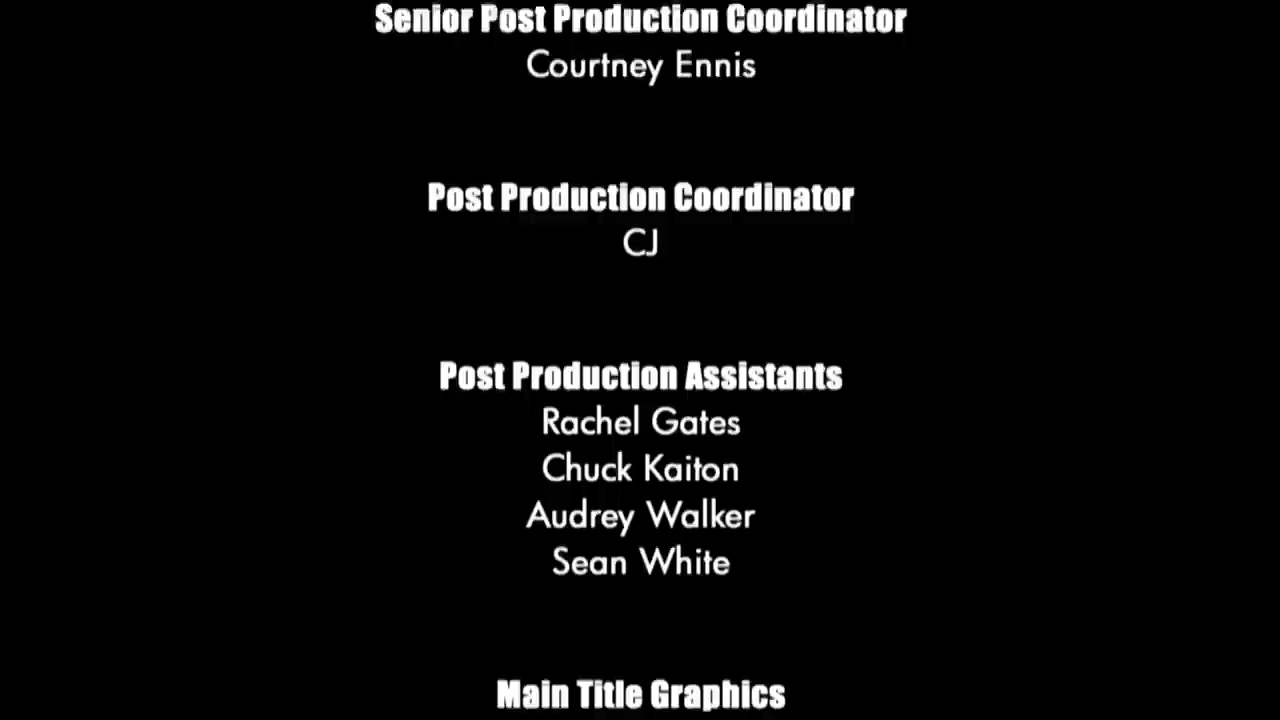 Senior Post Production Coordinator
Courtney Ennis
Post Production Coordinator
CJ
Post Production Assistants
Rachel Gates
Chuck Kaiton
Audrey Walker
Sean White
Main Title Graphics